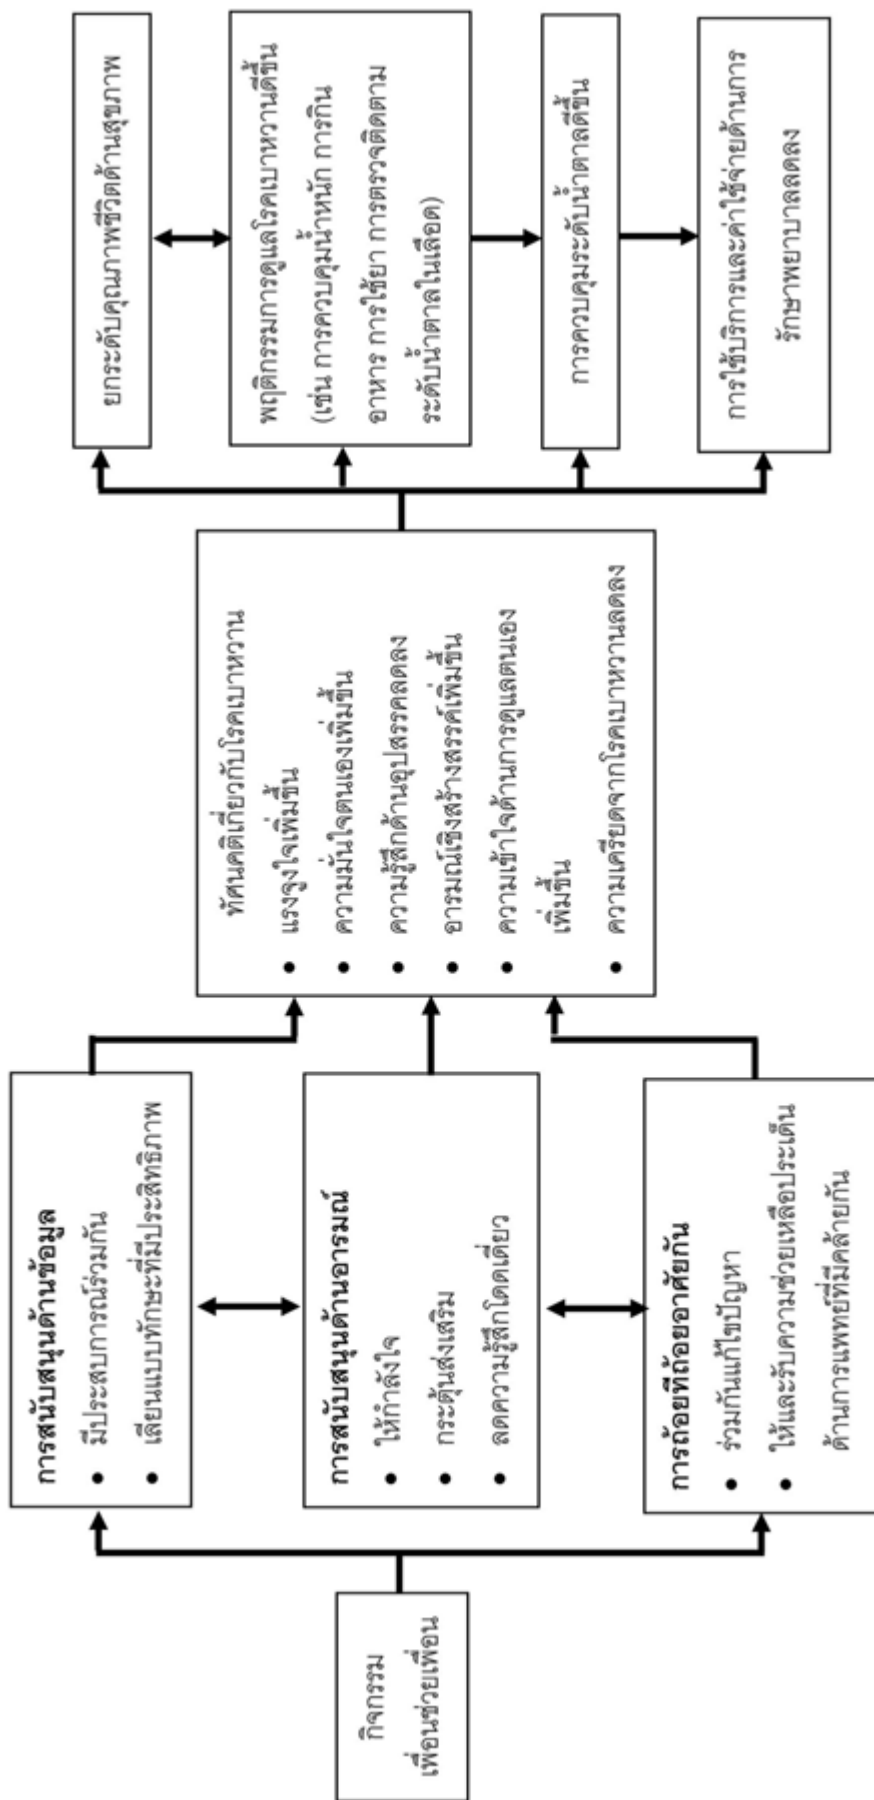 กิจกรรม
เพื่อนช่วยเพื่อน
การสนับสนุนด้านข้อมูล
● มีประสบการณ์ร่วมกัน
● เลียนแบบทักษะที่มีประสิทธิภาพ
การสนับสนุนด้านอารมณ์
● ให้กำลังใจ
● กระตุ้นส่งเสริม
● ลดความรู้สึกโดดเดี่ยว
การถ้อยทีถ้อยอาศัยกัน
● ร่วมกันแก้ไขปัญหา
● ให้และรับความช่วยเหลือประเด็น
ด้านการแพทย์ที่มีคล้ายกัน
ทัศนคติเกี่ยวกับโรคเบาหวาน
● แรงจูงใจเพิ่มขึ้น
● ความมั่นใจตนเองเพิ่มขึ้น
● ความรู้สึกด้านอุปสรรคลดลง
● อารมณ์เชิงสร้างสรรค์เพิ่มขึ้น
● ความเข้าใจด้านการดูแลตนเอง
เพิ่มขึ้น
● ความเครียดจากโรคเบาหวานลดลง
ยกระดับคุณภาพชีวิตด้านสุขภาพ
พฤติกรรมการดูแลโรคเบาหวานดีขึ้น
(เช่น การควบคุมน้ำหนัก การกิน
อาหาร การใช้ยา การตรวจติดตาม
ระดับน้ำตาลในเลือด)
การควบคุมระดับน้ำตาลดีขึ้น
การใช้บริการและค่าใช้จ่ายด้านการ
รักษาพยาบาลลดลง